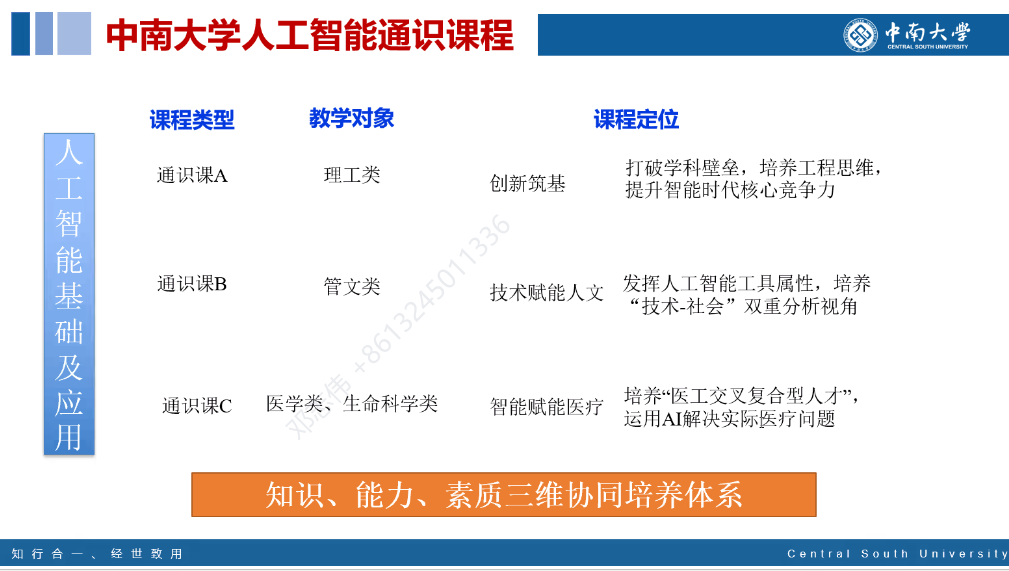 中南大学人工智能通识课程
中南大学
CENTRAL SOUTH UNIVERSITY
课程类型
教学对象
课程定位
人工智能基础及应用
通识课A
理工类
创新筑基
打破学科壁垒，培养工程思维，
提升智能时代核心竞争力
通识课B
管文类
技术赋能人文
发挥人工智能工具属性，培养
“技术-社会”双重分析视角
通识课C
医学类、生命科学类
智能赋能医疗
培养“医工交叉复合型人才”，
运用AI解决实际医疗问题
+8613245011336
知识、能力、素质三维协同培养体系
知行合一、经世致用
Central South University